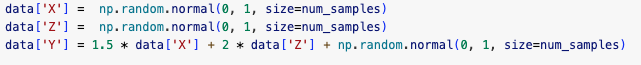 data['X'] =  np.random.normal(0, 1, size=num_samples)
data['Z'] =  np.random.normal(0, 1, size=num_samples)
data['Y'] = 1.5 * data['X'] + 2 * data['Z'] + np.random.normal(0, 1, size=num_samples)